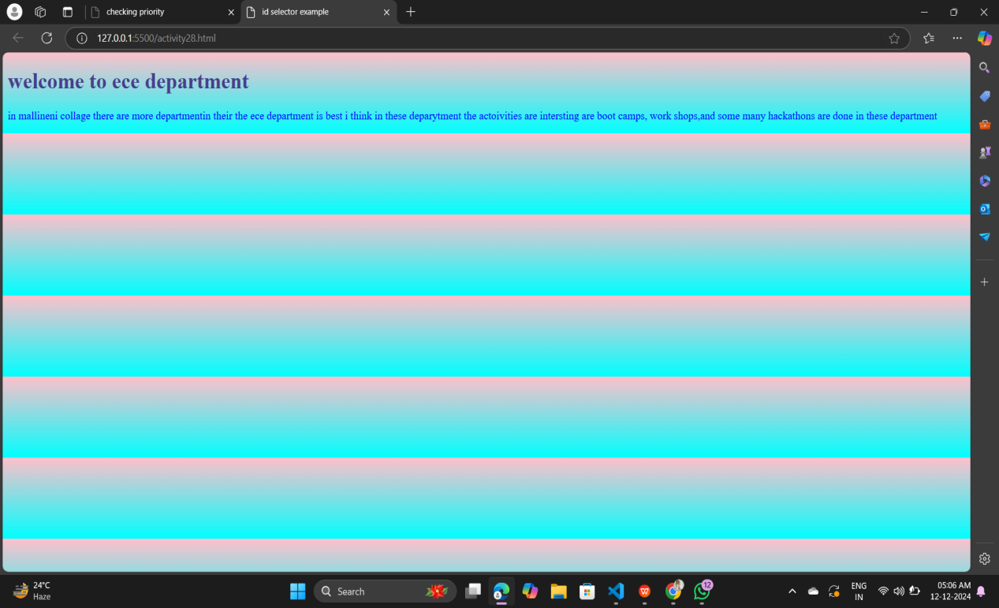 checking priority
id selector example
127.0.0.1:5500/activity28.html
welcome to ece department
in mallineni collage there are more departmentin their the ece department is best i think in these deparytment the actoivities are intersting are boot camps, work shops,and some many hackathons are done in these department
24°C
Haze
Search
12
ENG
IN
05:06 AM
12-12-2024